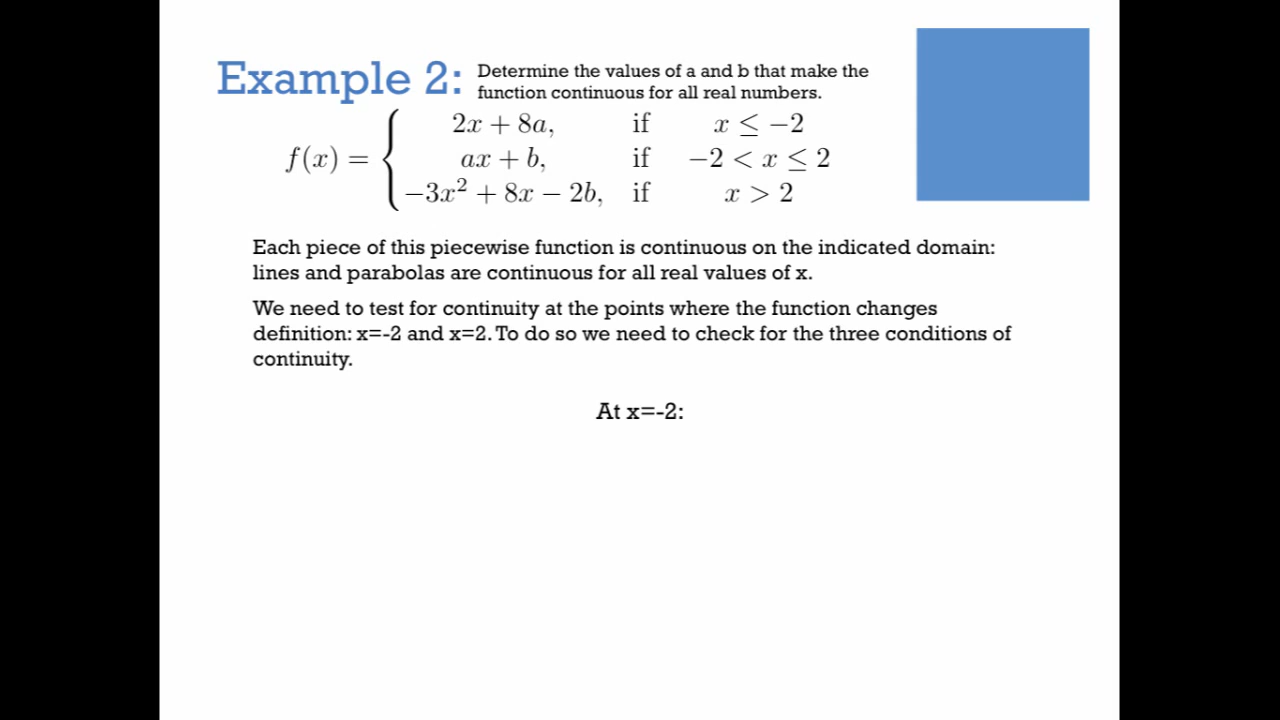 Example 2:
Determine the values of a and b that make the
function continuous for all real numbers.
f(x) = { 2x + 8a, if x ≤ −2
ax + b, if −2 < x ≤ 2
−3x² + 8x − 2b, if x > 2
Each piece of this piecewise function is continuous on the indicated domain:
lines and parabolas are continuous for all real values of x.
We need to test for continuity at the points where the function changes
definition: x=-2 and x=2. To do so we need to check for the three conditions of
continuity.
At x=-2: